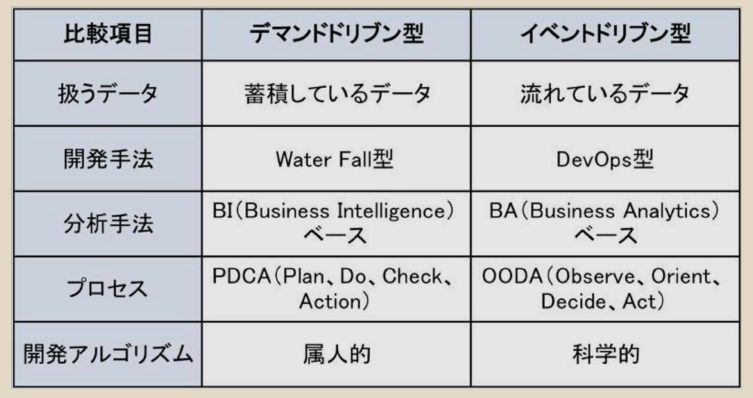 比較項目 デマンドドリブン型 イベントドリブン型
扱うデータ 蓄積しているデータ 流れているデータ
開発手法 Water Fall型 DevOps型
分析手法 BI(Business Intelligence) BA(Business Analytics)
ベース ベース
プロセス PDCA(Plan、Do、Check、 OODA(Observe、Orient、
Action) Decide、Act)
開発アルゴリズム 属人的 科学的